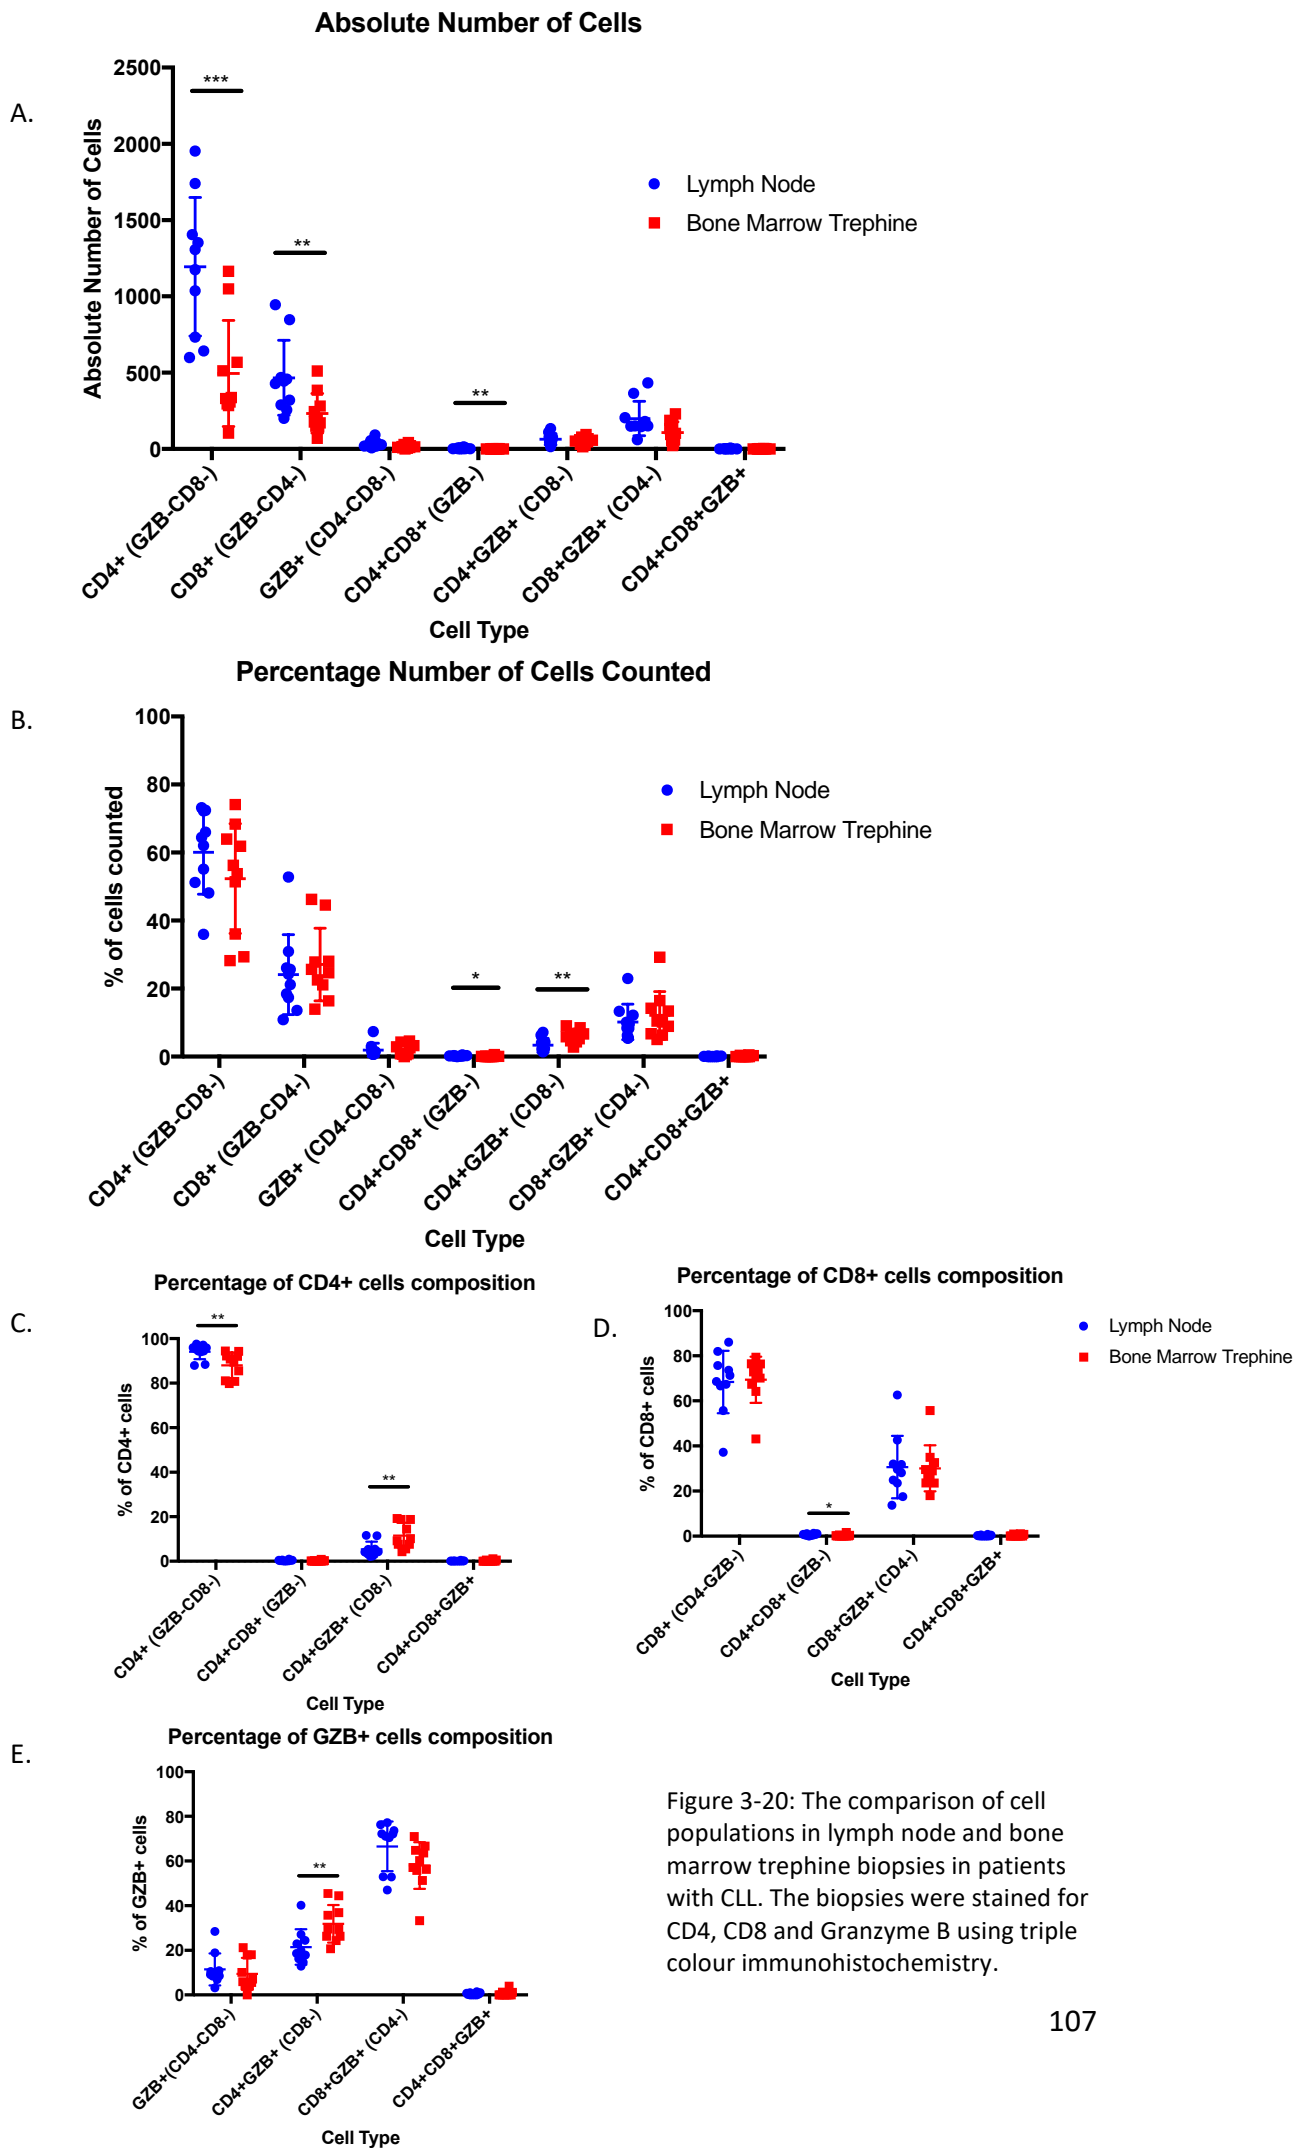 Absolute Number of Cells
A.
Absolute Number of Cells
2500
2000
1500
1000
500
0
***
**
**
Lymph Node
Bone Marrow Trephine
CD4+ (GZB-CD8-)
CD8+ (GZB-CD4-)
GZB+ (CD4-CD8-)
CD4+CD8+ (GZB-)
CD4+GZB+ (CD8-)
CD8+GZB+ (CD4-)
CD4+CD8+GZB+
Cell Type
Percentage Number of Cells Counted
B.
% of cells counted
100
80
60
40
20
0
*
**
Lymph Node
Bone Marrow Trephine
CD4+ (GZB-CD8-)
CD8+ (GZB-CD4-)
GZB+ (CD4-CD8-)
CD4+CD8+ (GZB-)
CD4+GZB+ (CD8-)
CD8+GZB+ (CD4-)
CD4+CD8+GZB+
Cell Type
Percentage of CD4+ cells composition
C.
% of CD4+ cells
100
80
60
40
20
0
**
**
CD4+ (GZB-CD8-)
CD4+CD8+ (GZB-)
CD4+GZB+ (CD8-)
CD4+CD8+GZB+
Cell Type
Percentage of CD8+ cells composition
D.
% of CD8+ cells
100
80
60
40
20
0
*
Lymph Node
Bone Marrow Trephine
CD8+ (CD4-GZB-)
CD4+CD8+ (GZB-)
CD8+GZB+ (CD4-)
CD4+CD8+GZB+
Cell Type
Percentage of GZB+ cells composition
E.
% of GZB+ cells
100
80
60
40
20
0
**
GZB+(CD4-CD8-)
CD4+GZB+ (CD8-)
CD8+GZB+ (CD4-)
CD4+CD8+GZB+
Cell Type
Figure 3-20: The comparison of cell
populations in lymph node and bone
marrow trephine biopsies in patients
with CLL. The biopsies were stained for
CD4, CD8 and Granzyme B using triple
colour immunohistochemistry.
107